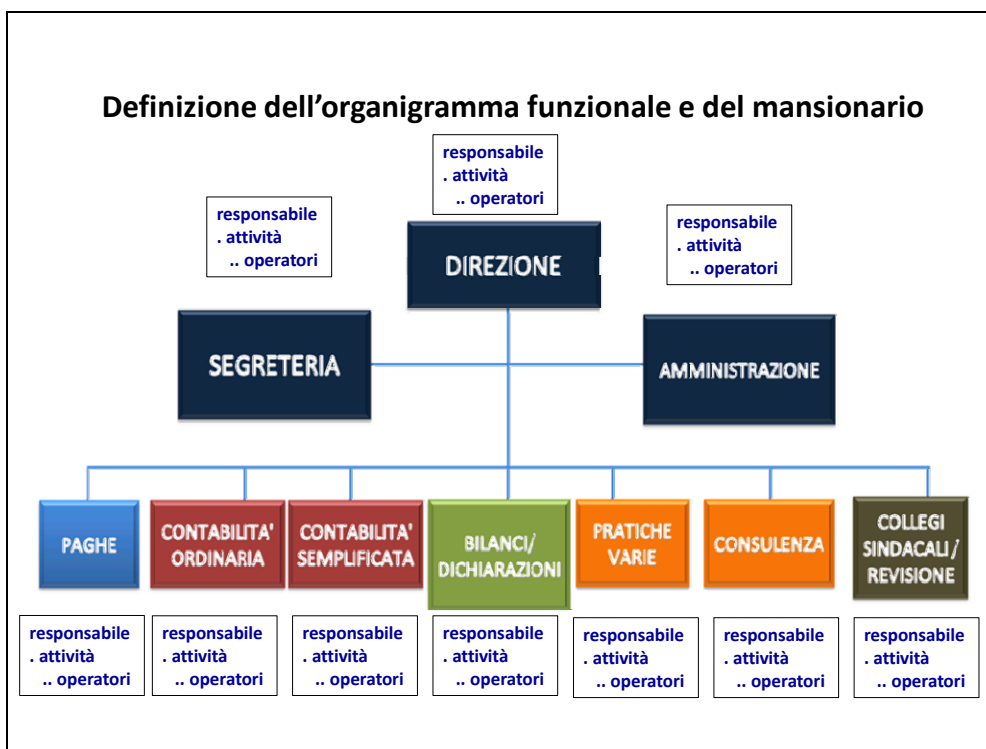 Definizione dell’organigramma funzionale e del mansionario
responsabile
. attività
.. operatori
responsabile
. attività
.. operatori
responsabile
. attività
.. operatori
DIREZIONE
SEGRETERIA
AMMINISTRAZIONE
PAGHE
CONTABILITA'
ORDINARIA
CONTABILITA'
SEMPLIFICATA
BILANCI/
DICHIARAZIONI
PRATICHE
VARIE
CONSULENZA
COLLEGI
SINDACALI /
REVISIONE
responsabile
. attività
.. operatori
responsabile
. attività
.. operatori
responsabile
. attività
.. operatori
responsabile
. attività
.. operatori
responsabile
. attività
.. operatori
responsabile
. attività
.. operatori
responsabile
. attività
.. operatori